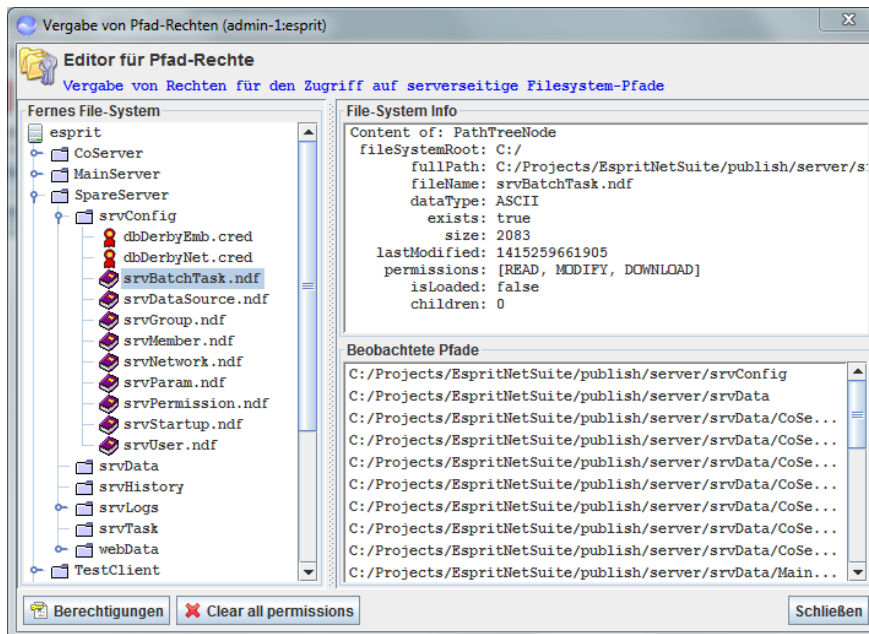 Vergabe von Pfad-Rechten (admin-1:esprit)
Editor für Pfad-Rechte
Vergabe von Rechten für den Zugriff auf serverseitige Filesystem-Pfade
Fernes File-System
esprit
CoServer
MainServer
SpareServer
srvConfig
dbDerbyEmb.cred
dbDerbyNet.cred
srvBatchTask.ndf
srvDataSource.ndf
srvGroup.ndf
srvMember.ndf
srvNetwork.ndf
srvParam.ndf
srvPermission.ndf
srvStartup.ndf
srvUser.ndf
srvData
srvHistory
srvLogs
srvTask
webData
TestClient
File-System Info
Content of: PathTreeNode
fileSystemRoot: C:/
fullPath: C:/Projects/EspritNetSuite/publish/server/
fileName: srvBatchTask.ndf
dataType: ASCII
exists: true
size: 2083
lastModified: 1415259661905
permissions: [READ, MODIFY, DOWNLOAD]
isLoaded: false
children: 0
Beobachtete Pfade
C:/Projects/EspritNetSuite/publish/server/srvConfig
C:/Projects/EspritNetSuite/publish/server/srvData
C:/Projects/EspritNetSuite/publish/server/srvData/CoSe...
C:/Projects/EspritNetSuite/publish/server/srvData/CoSe...
C:/Projects/EspritNetSuite/publish/server/srvData/CoSe...
C:/Projects/EspritNetSuite/publish/server/srvData/CoSe...
C:/Projects/EspritNetSuite/publish/server/srvData/CoSe...
C:/Projects/EspritNetSuite/publish/server/srvData/CoSe...
C:/Projects/EspritNetSuite/publish/server/srvData/CoSe...
C:/Projects/EspritNetSuite/publish/server/srvData/Main...
Berechtigungen
Clear all permissions
Schließen